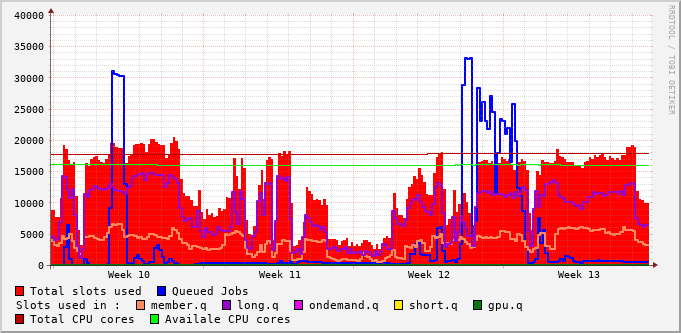 40000
35000
30000
25000
20000
15000
10000
5000
0
Week 10 Week 11 Week 12 Week 13
RRDTOOL / TOBI OETIKER
Total slots used Queued Jobs
Slots used in : member.q long.q ondemand.q short.q gpu.q
Total CPU cores Availale CPU cores